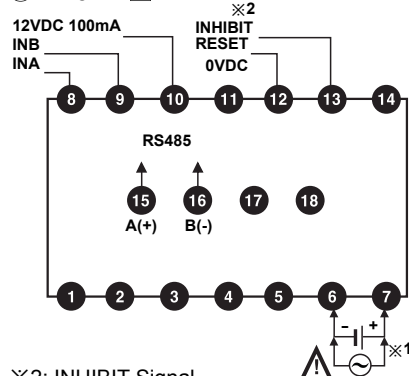 ※2
12VDC 100mA
INHIBIT
INB
RESET
INA
0VDC
8 9 10 11 12 13 14
RS485
15 16 17 18
A(+) B(-)
1 2 3 4 5 6 7
- +
※1
※2: INHIBIT Signal